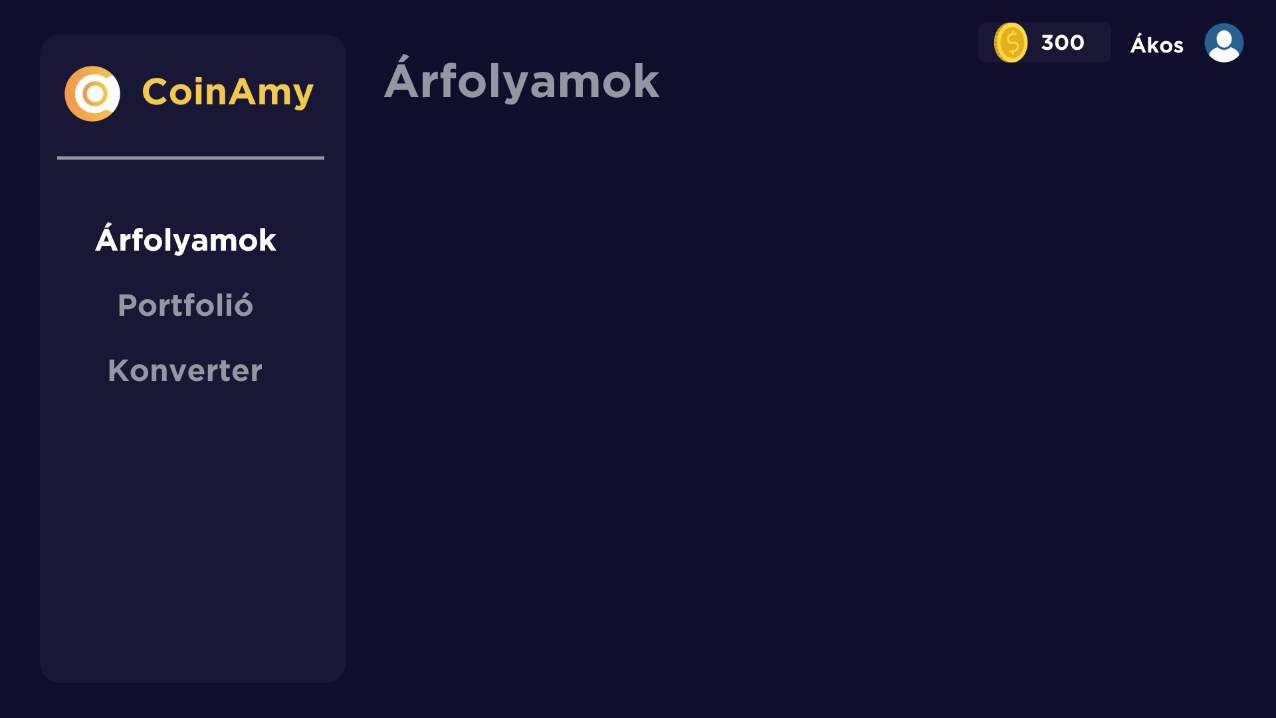 CoinAmy
Árfolyamok
Portfolió
Konverter
Árfolyamok
300
Ákos